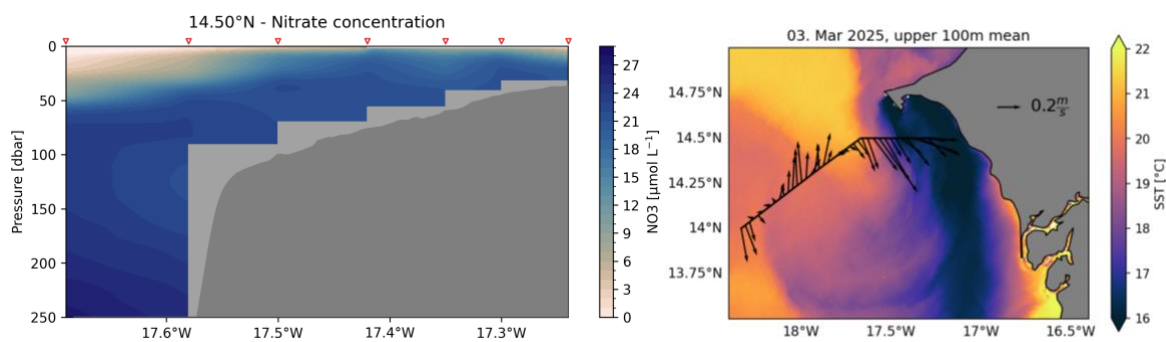 14.50°N - Nitrate concentration
0
50
100
150
200
250
Pressure [dbar]
17.6°W
17.5°W
17.4°W
17.3°W
27
24
21
18
15
12
9
6
3
0
NO3 [μmol L⁻¹]
03. Mar 2025, upper 100m mean
14.75°N
14.5°N
14.25°N
14°N
13.75°N
0.2 m/s
18°W
17.5°W
17°W
16.5°W
22
21
20
19
18
17
16
SST [°C]